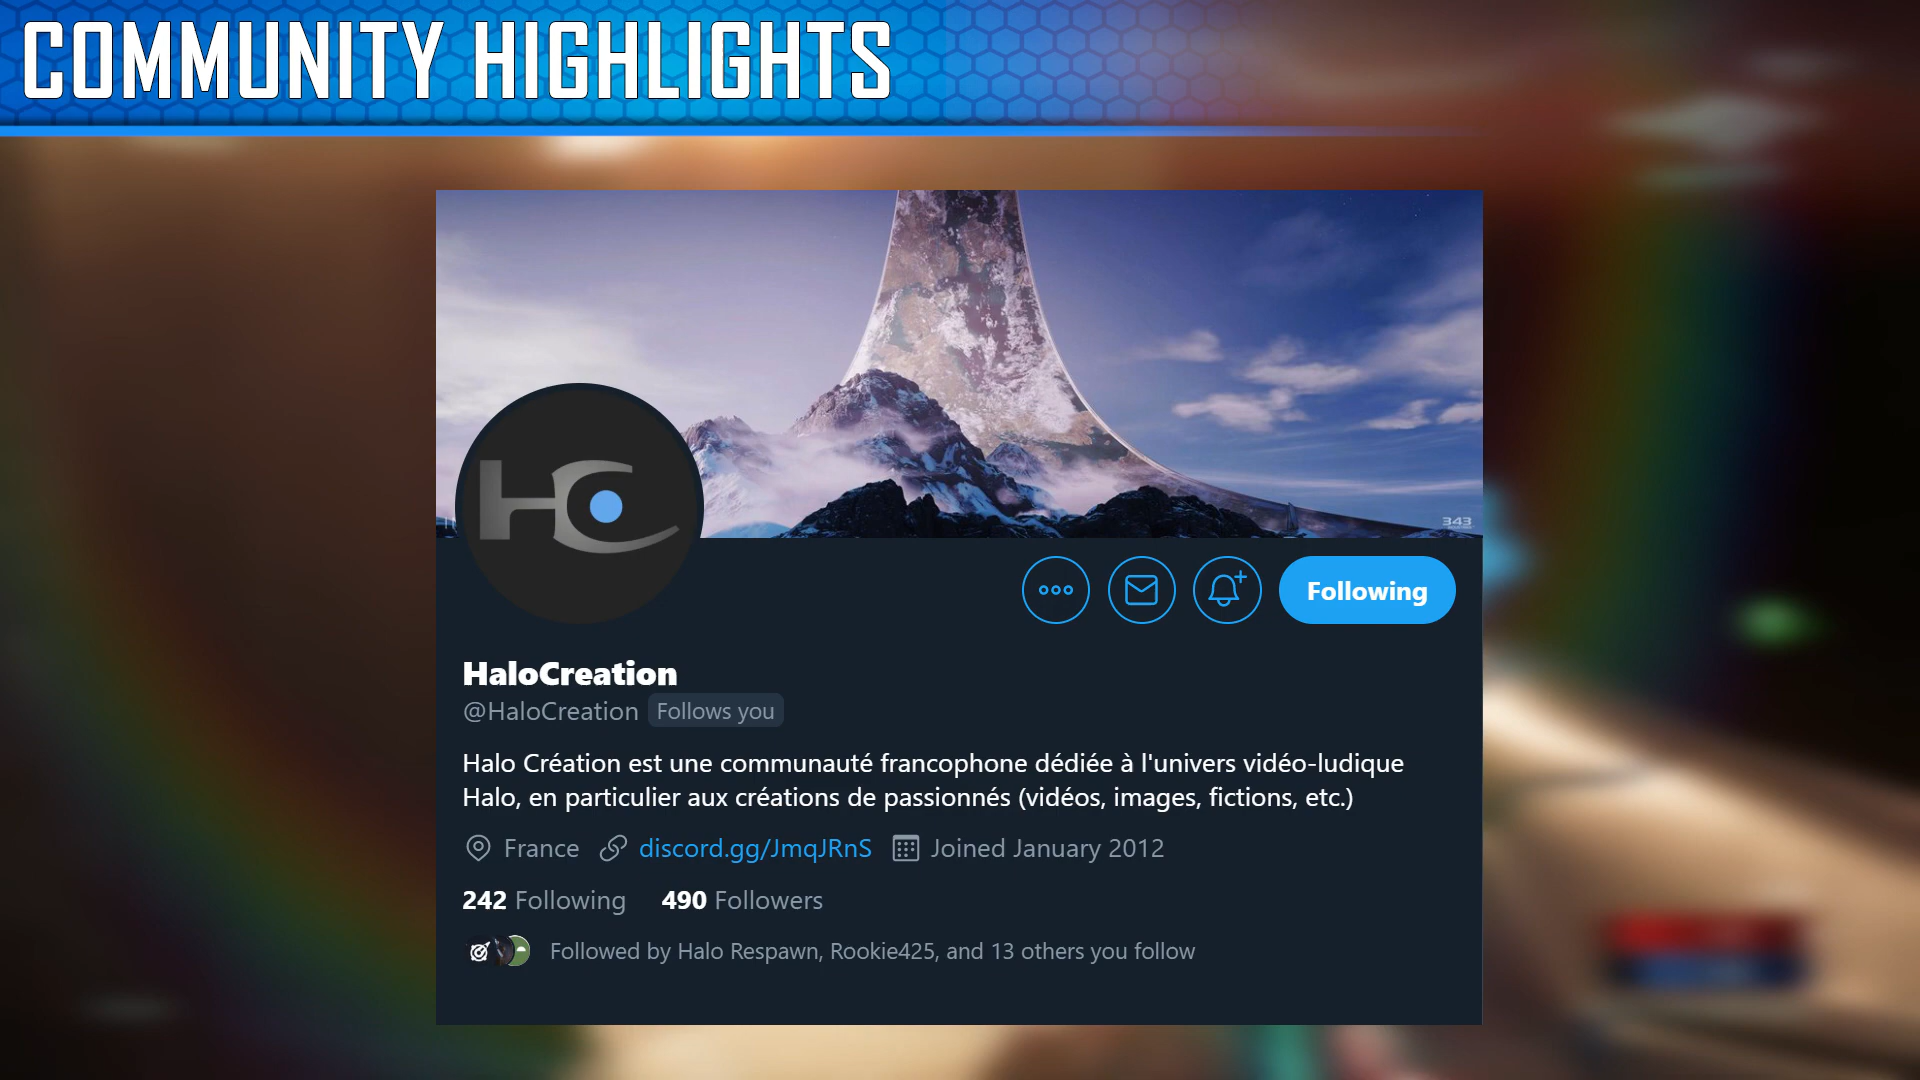 COMMUNITY HIGHLIGHTS
343
HC
Following
HaloCreation
@HaloCreation Follows you
Halo Création est une communauté francophone dédiée à l'univers vidéo-ludique
Halo, en particulier aux créations de passionnés (vidéos, images, fictions, etc.)
France discord.gg/JmqJRnS Joined January 2012
242 Following 490 Followers
Followed by Halo Respawn, Rookie425, and 13 others you follow